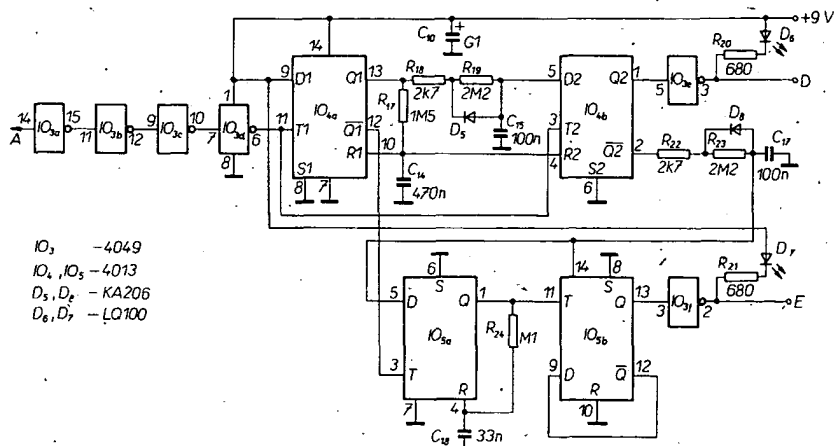 +9 V
C10
+
G1
D6
R20
680
D
14
9
D1
Q1
13
R18
2k7
R19
2M2
5
D2
Q2
1
5
IO3e
3
14
A
IO3a
15
11
IO3b
12
9
IO3c
10
7
1
IO3d
6
8
11
T1
IO4a
Q1
12
R17
1M5
D5
C15
100n
3
T2
IO4b
10
R1
4
R2
Q2
2
R22
2k7
D8
R23
2M2
C17
100n
S1
8
7
C14
470n
S2
6
IO3 -4049
IO4, IO5 -4013
D5, D8 -KA206
D6, D7 -LQ100
6
S
5
D
Q
1
IO5a
3
T
R
7
4
R24
M1
C18
33n
14
8
S
11
T
Q
13
IO5b
9
D
Q
12
R
10
3
IO3f
2
R21
680
D7
E